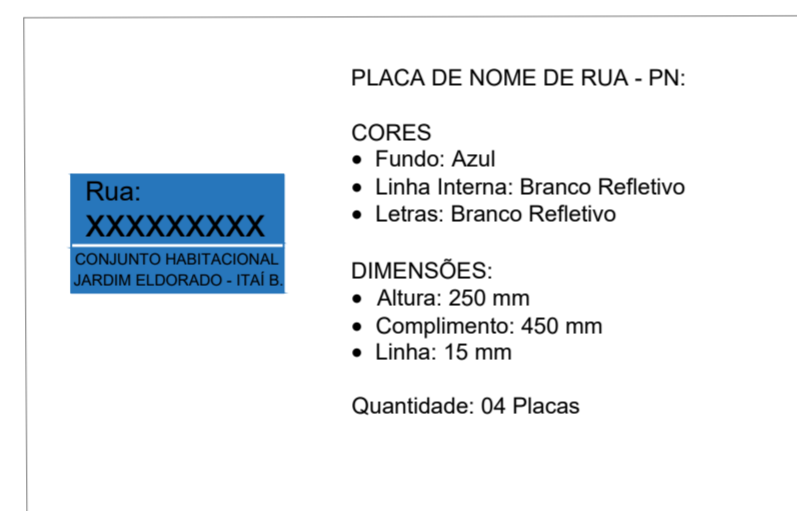 Rua:
XXXXXXXXX
CONJUNTO HABITACIONAL
JARDIM ELDORADO - ITAÍ B.
PLACA DE NOME DE RUA - PN:
CORES
• Fundo: Azul
• Linha Interna: Branco Refletivo
• Letras: Branco Refletivo
DIMENSÕES:
• Altura: 250 mm
• Complimento: 450 mm
• Linha: 15 mm
Quantidade: 04 Placas